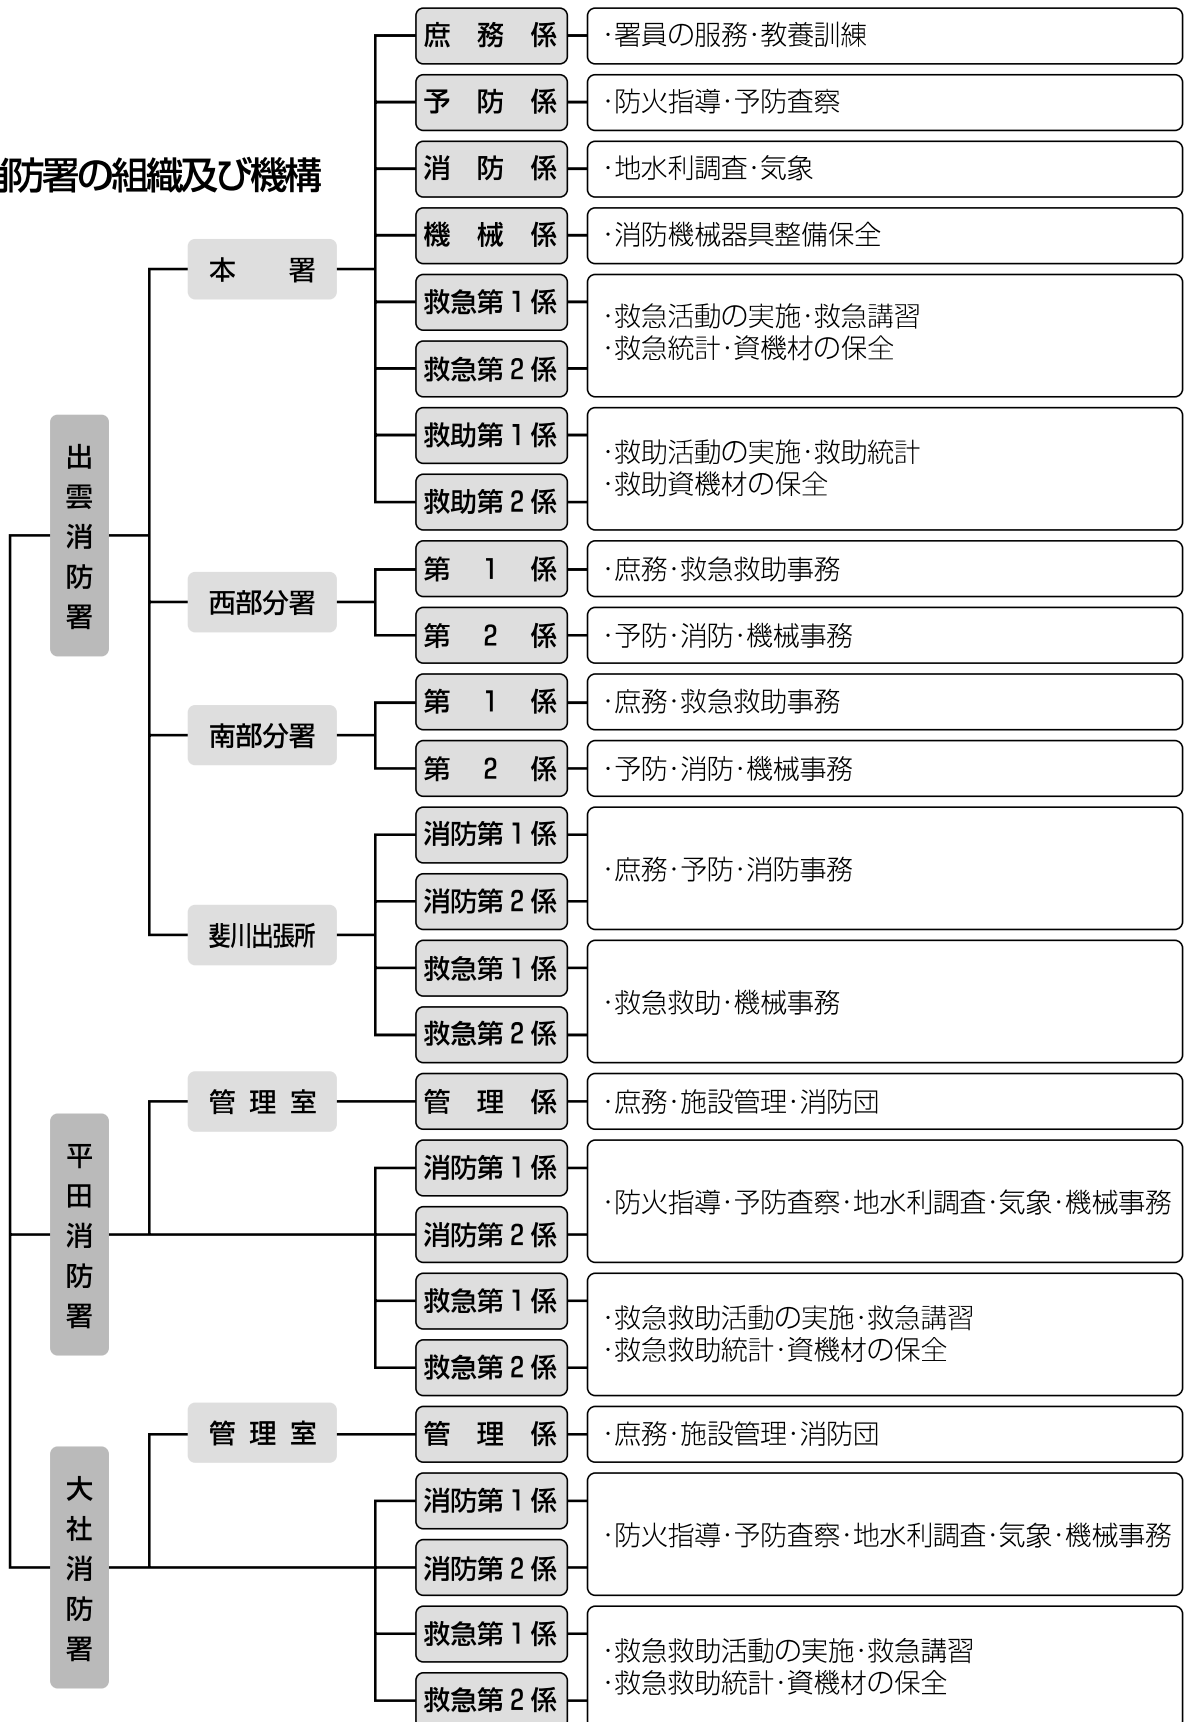 防署の組織及び機構
出雲消防署
本署
庶務係
・署員の服務・教養訓練
予防係
・防火指導・予防査察
消防係
・地水利調査・気象
機械係
・消防機械器具整備保全
救急第1係
救急第2係
・救急活動の実施・救急講習
・救急統計・資機材の保全
救助第1係
救助第2係
・救助活動の実施・救助統計
・救助資機材の保全
西部分署
第1係
・庶務・救急救助事務
第2係
・予防・消防・機械事務
南部分署
第1係
・庶務・救急救助事務
第2係
・予防・消防・機械事務
斐川出張所
消防第1係
消防第2係
・庶務・予防・消防事務
救急第1係
救急第2係
・救急救助・機械事務
平田消防署
管理室
管理係
・庶務・施設管理・消防団
消防第1係
消防第2係
・防火指導・予防査察・地水利調査・気象・機械事務
救急第1係
救急第2係
・救急救助活動の実施・救急講習
・救急救助統計・資機材の保全
大社消防署
管理室
管理係
・庶務・施設管理・消防団
消防第1係
消防第2係
・防火指導・予防査察・地水利調査・気象・機械事務
救急第1係
救急第2係
・救急救助活動の実施・救急講習
・救急救助統計・資機材の保全